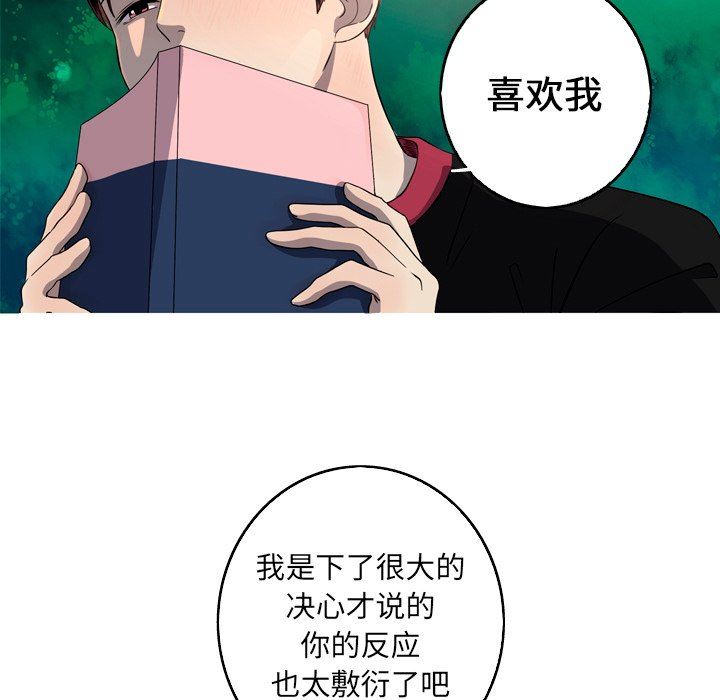 喜欢我
我是下了很大的
决心才说的
你的反应
也太敷衍了吧